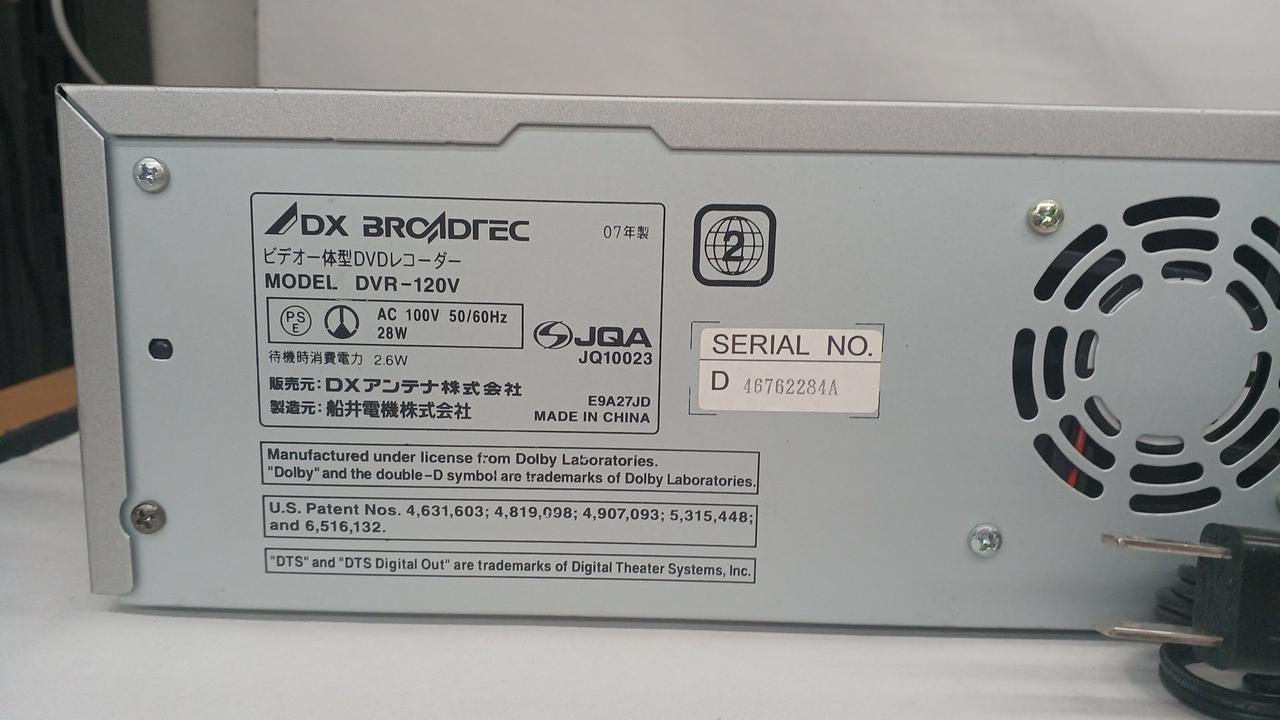 DX BROADTEC
07年製
ビデオ一体型DVDレコーダー
MODEL DVR-120V
PS E
AC 100V 50/60Hz
28W
JQA
JQ10023
待機時消費電力 2.6W
販売元:DXアンテナ株式会社
製造元:船井電機株式会社
E9A27JD
MADE IN CHINA
2
SERIAL NO.
D 46762284A
Manufactured under license from Dolby Laboratories.
"Dolby" and the double-D symbol are trademarks of Dolby Laboratories.
U.S. Patent Nos. 4,631,603; 4,819,098; 4,907,093; 5,315,448;
and 6,516,132.
"DTS" and "DTS Digital Out" are trademarks of Digital Theater Systems, Inc.